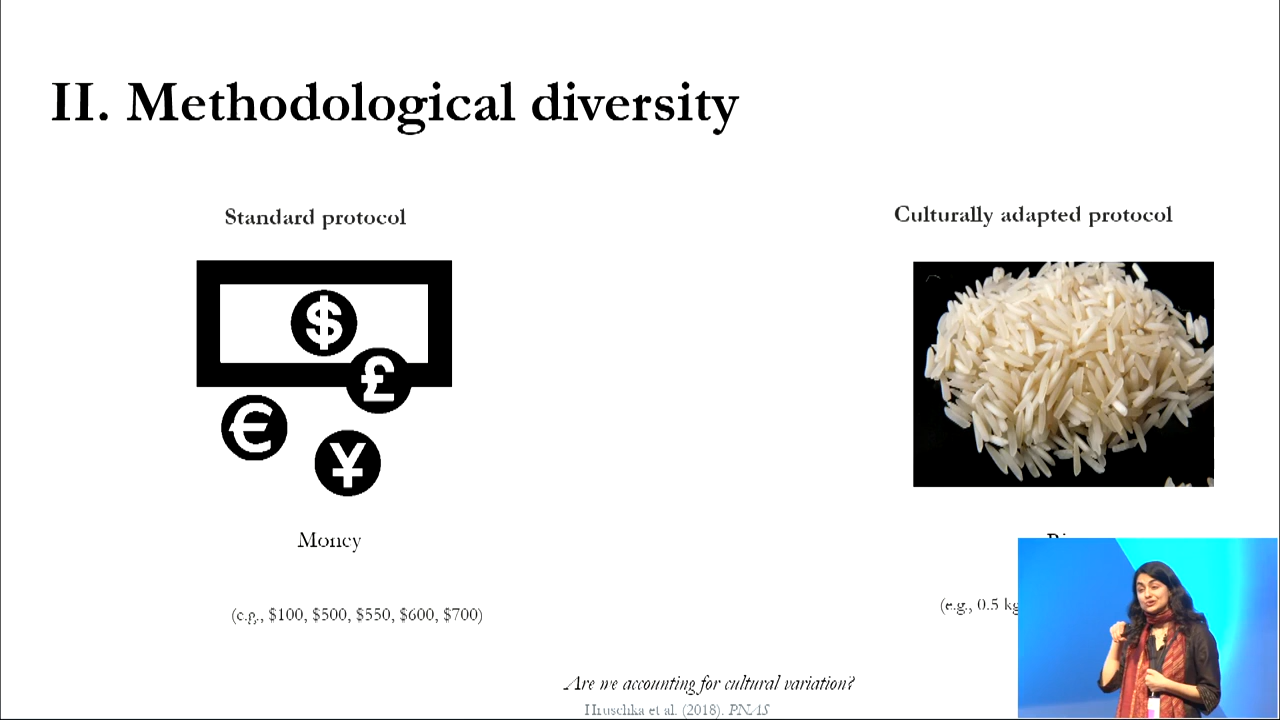 II. Methodological diversity
Standard protocol
Culturally adapted protocol
$
£
€
¥
Money
(e.g., $100, $500, $550, $600, $700)
(e.g., 0.5 kg
Are we accounting for cultural variation?
Hruschka et al. (2018). PNAS